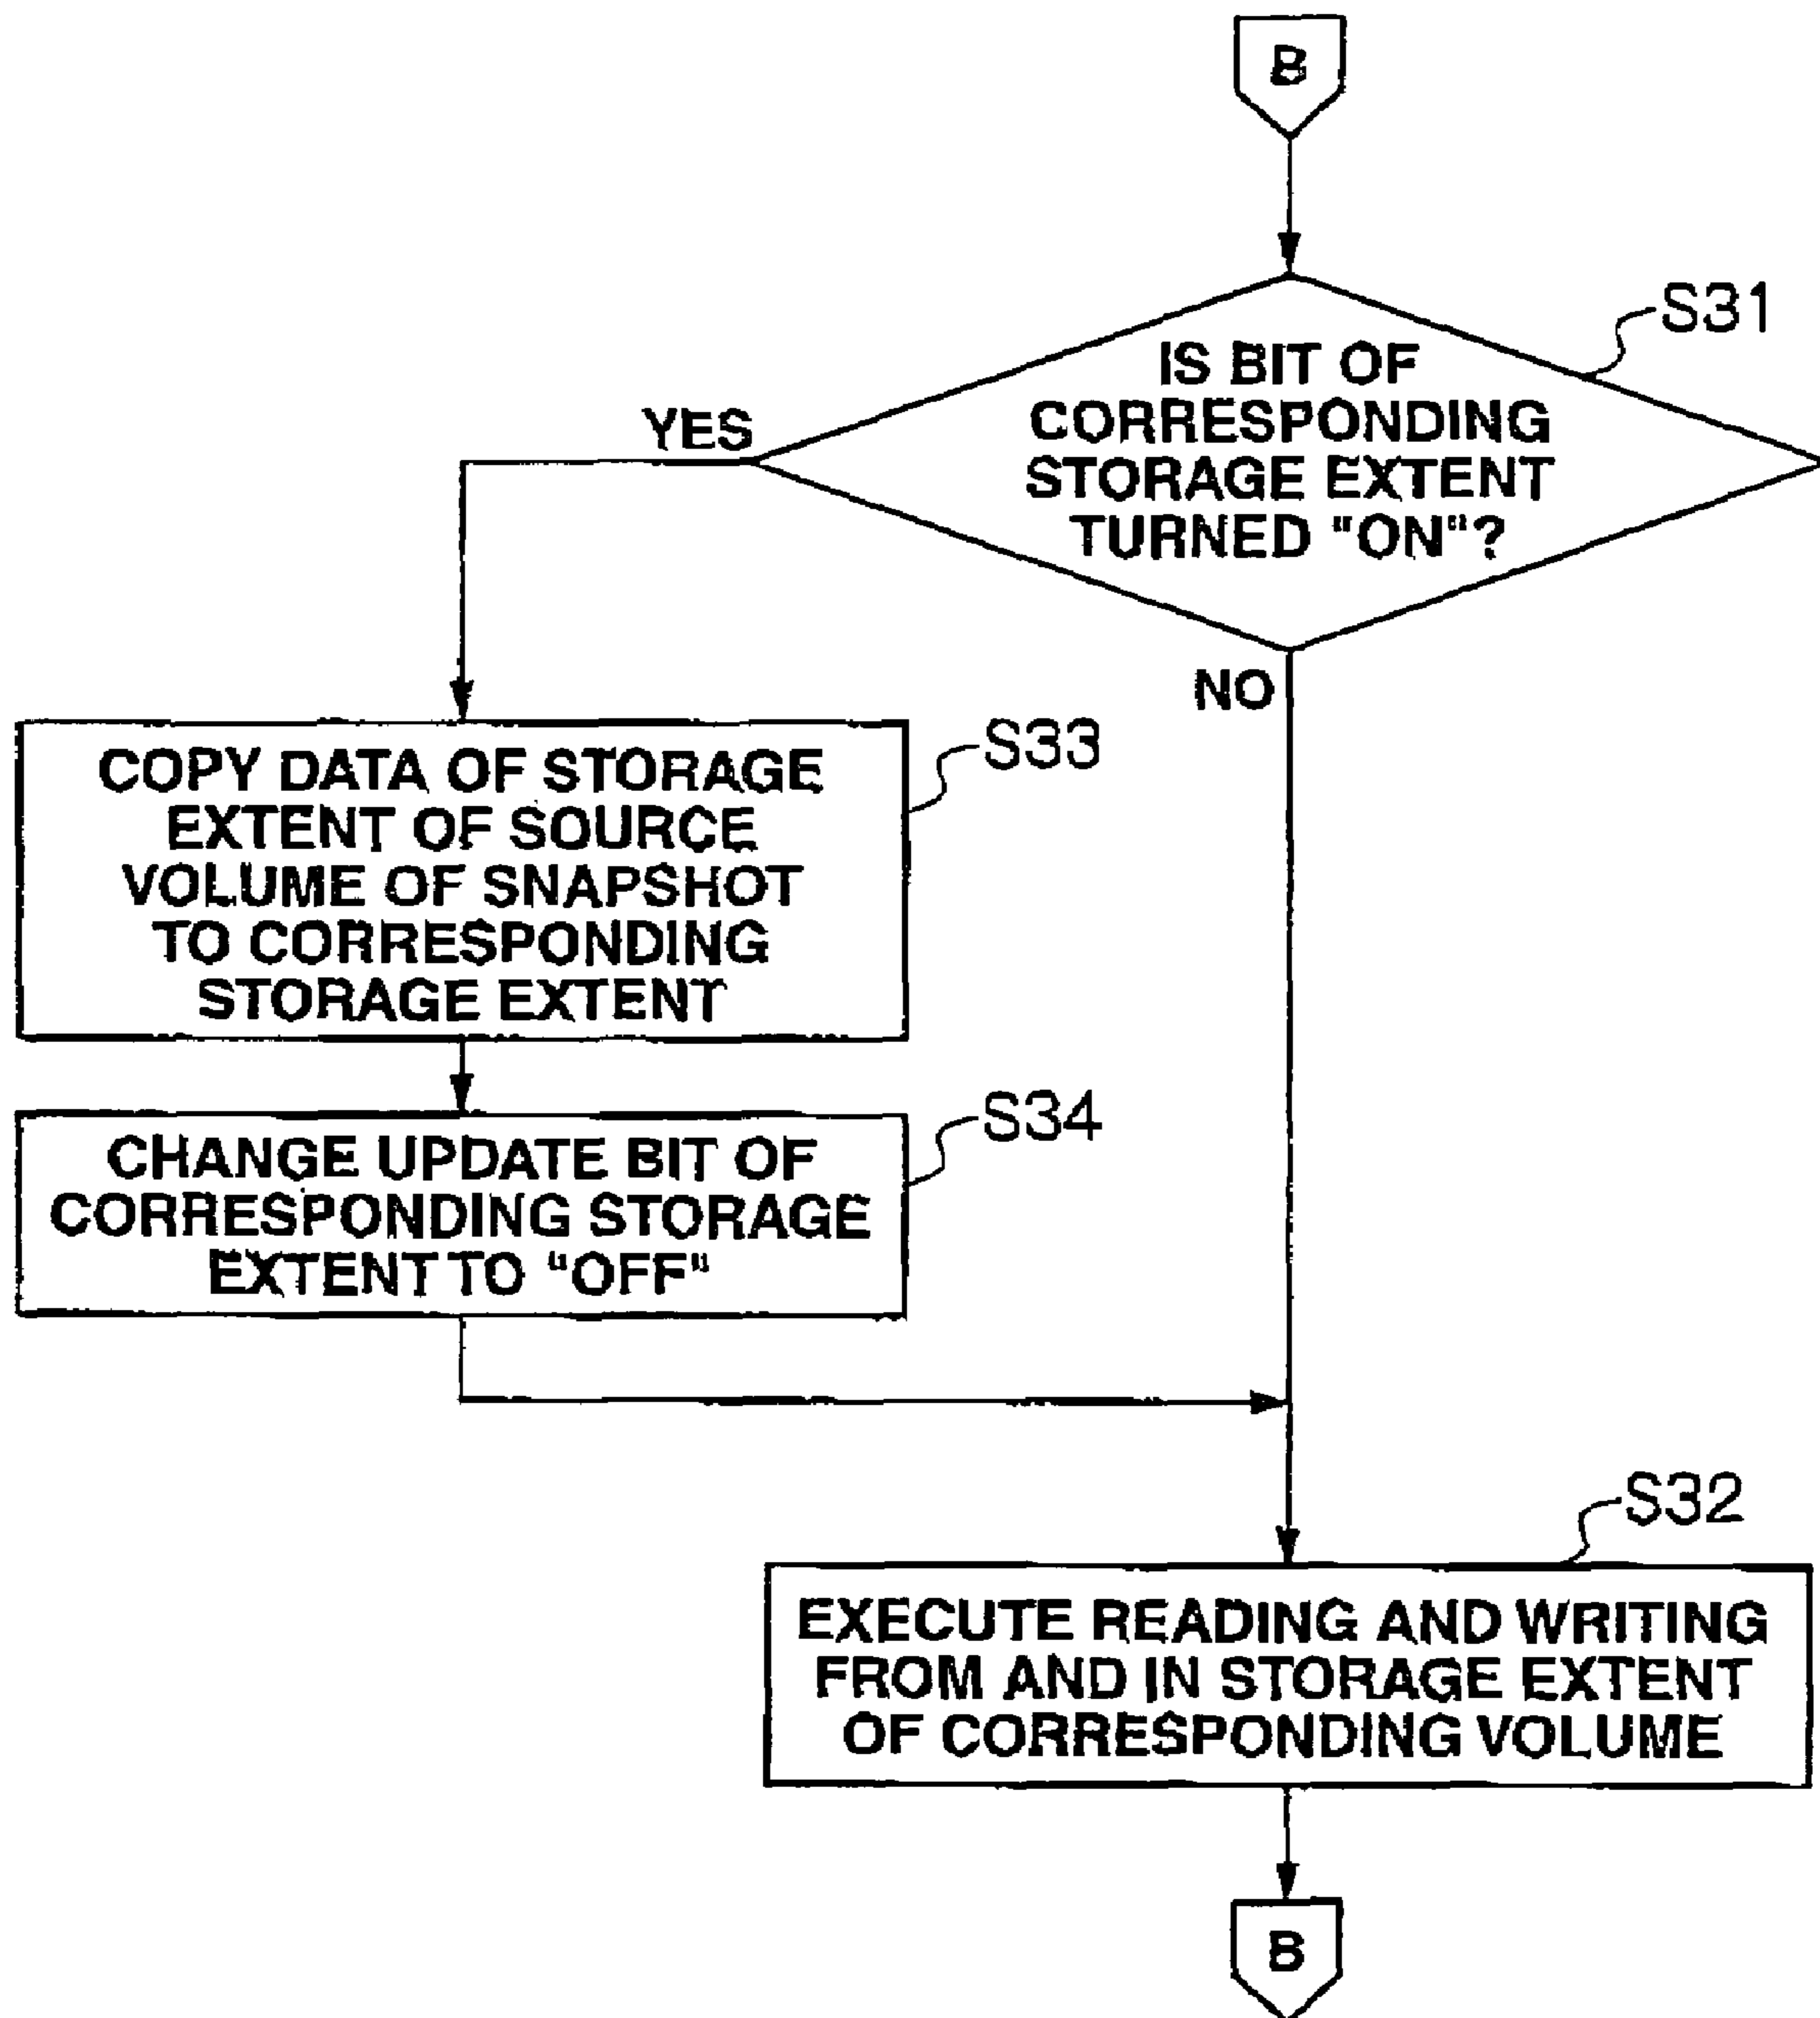 B
S31
IS BIT OF
CORRESPONDING
STORAGE EXTENT
TURNED "ON"?
YES
NO
S33
COPY DATA OF STORAGE
EXTENT OF SOURCE
VOLUME OF SNAPSHOT
TO CORRESPONDING
STORAGE EXTENT
S34
CHANGE UPDATE BIT OF
CORRESPONDING STORAGE
EXTENT TO "OFF"
S32
EXECUTE READING AND WRITING
FROM AND IN STORAGE EXTENT
OF CORRESPONDING VOLUME
B